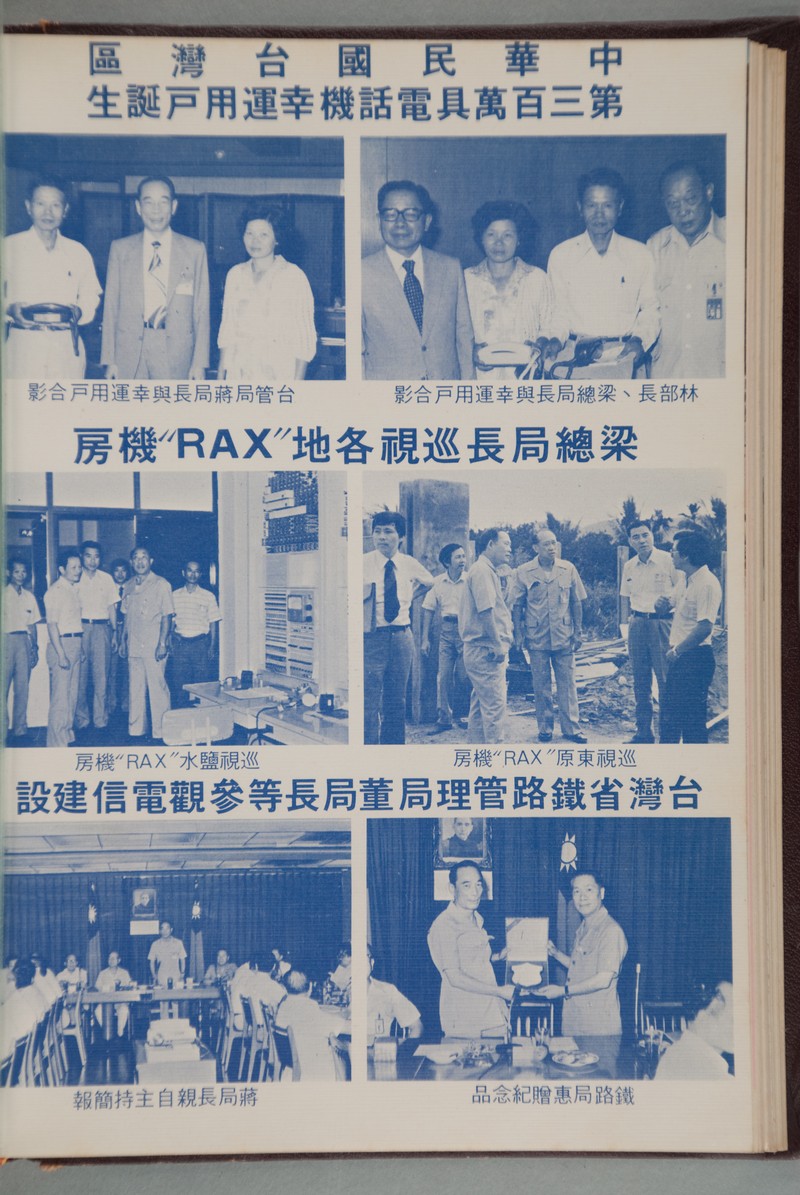 中華民國台灣區
第三百萬具電話機幸運用戶誕生
林部長、梁總局長與幸運用戶合影
台管局蔣局長與幸運用戶合影
梁總局長巡視各地“RAX”機房
巡視東原“RAX”機房
巡視鹽水“RAX”機房
台灣省鐵路管理局董局長等參觀電信建設
鐵路局惠贈紀念品
蔣局長親自主持簡報